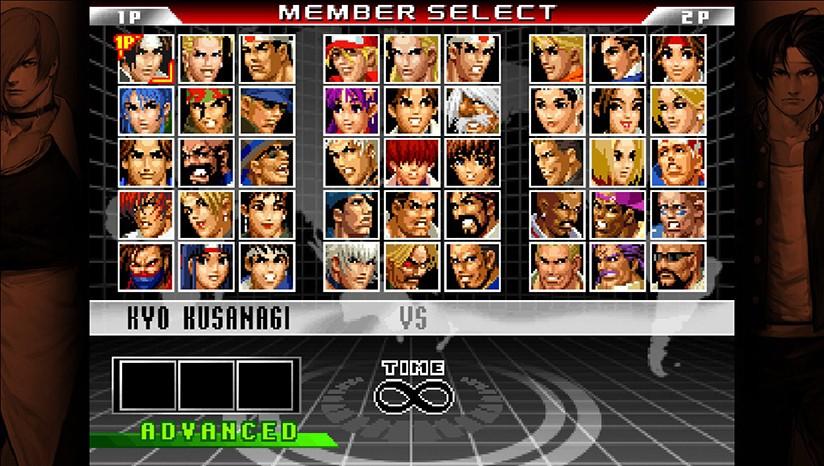 MEMBER SELECT
1P
2P
1P
KYO KUSANAGI
VS
TIME
∞
ADVANCED